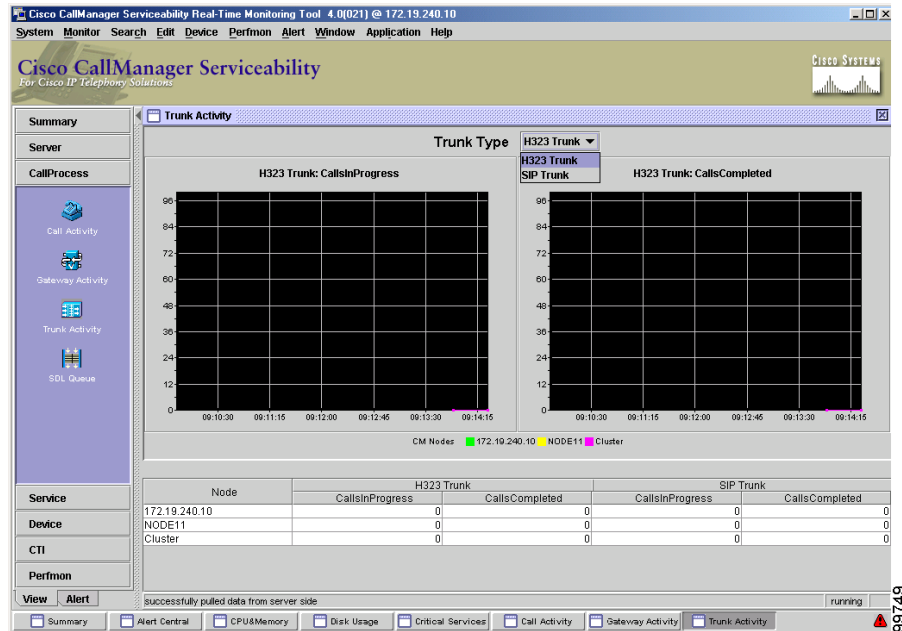 Cisco CallManager Serviceability Real-Time Monitoring Tool 4.0(021) @ 172.19.240.10
System Monitor Search Edit Device Perfmon Alert Window Application Help
Cisco CallManager Serviceability
For Cisco IP Telephony Solutions
CISCO SYSTEMS
Summary
Server
CallProcess
Call Activity
Gateway Activity
Trunk Activity
SDL Queue
Service
Device
CTI
Perfmon
View Alert
Trunk Activity
Trunk Type H323 Trunk
H323 Trunk
SIP Trunk
H323 Trunk: CallsInProgress
96
84
72
60
48
36
24
12
0
09:10:30 09:11:15 09:12:00 09:12:45 09:13:30 09:14:15
H323 Trunk: CallsCompleted
96
84
72
60
48
36
24
12
0
09:10:30 09:11:15 09:12:00 09:12:45 09:13:30 09:14:15
CM Nodes 172.19.240.10 NODE11 Cluster
Node H323 Trunk SIP Trunk
CallsInProgress CallsCompleted CallsInProgress CallsCompleted
172.19.240.10 0 0 0 0
NODE11 0 0 0 0
Cluster 0 0 0 0
successfully pulled data from server side running
Summary Alert Central CPU&Memory Disk Usage Critical Services Call Activity Gateway Activity Trunk Activity
99749